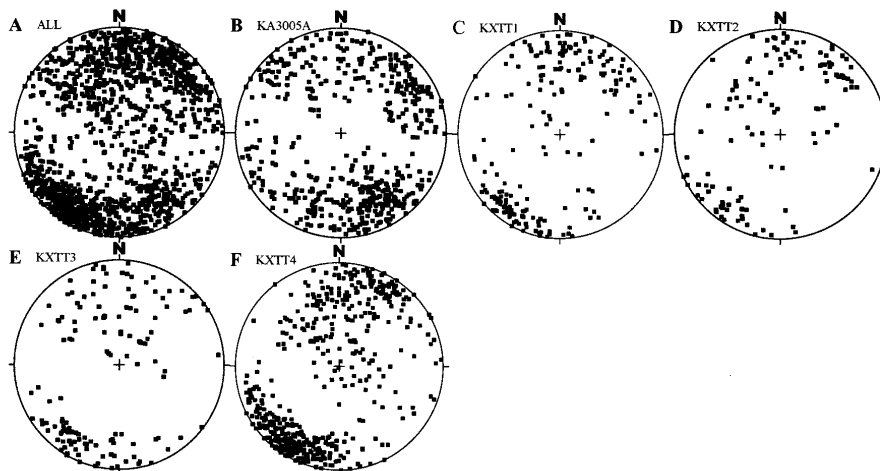 A ALL N
B KA3005A N
C KXTT1 N
D KXTT2 N
E KXTT3 N
F KXTT4 N